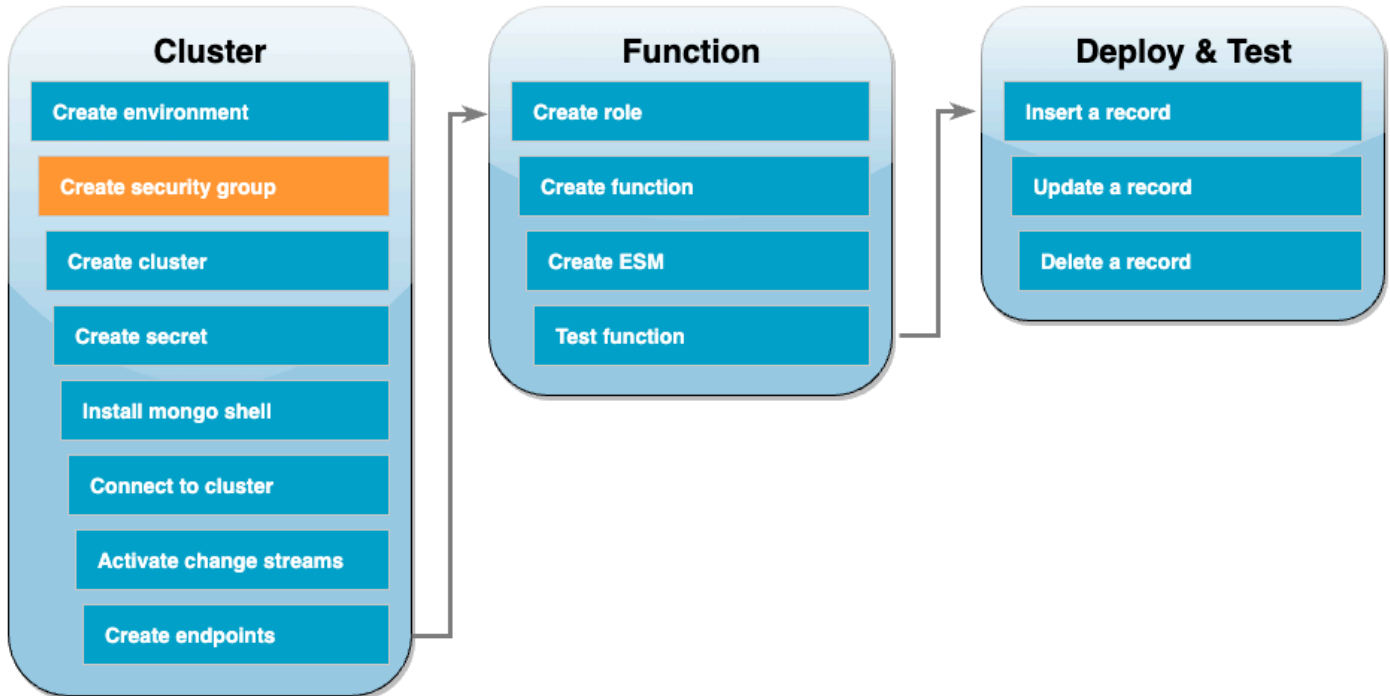 Cluster
Create environment
Create security group
Create cluster
Create secret
Install mongo shell
Connect to cluster
Activate change streams
Create endpoints
Function
Create role
Create function
Create ESM
Test function
Deploy & Test
Insert a record
Update a record
Delete a record